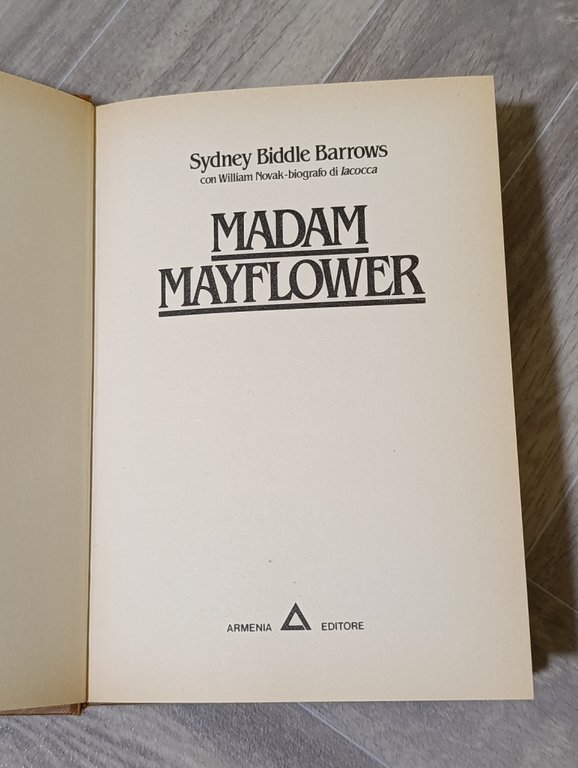 Sydney Biddle Barrows
con William Novak-biografo di Iacocca
MADAM
MAYFLOWER
ARMENIA EDITORE